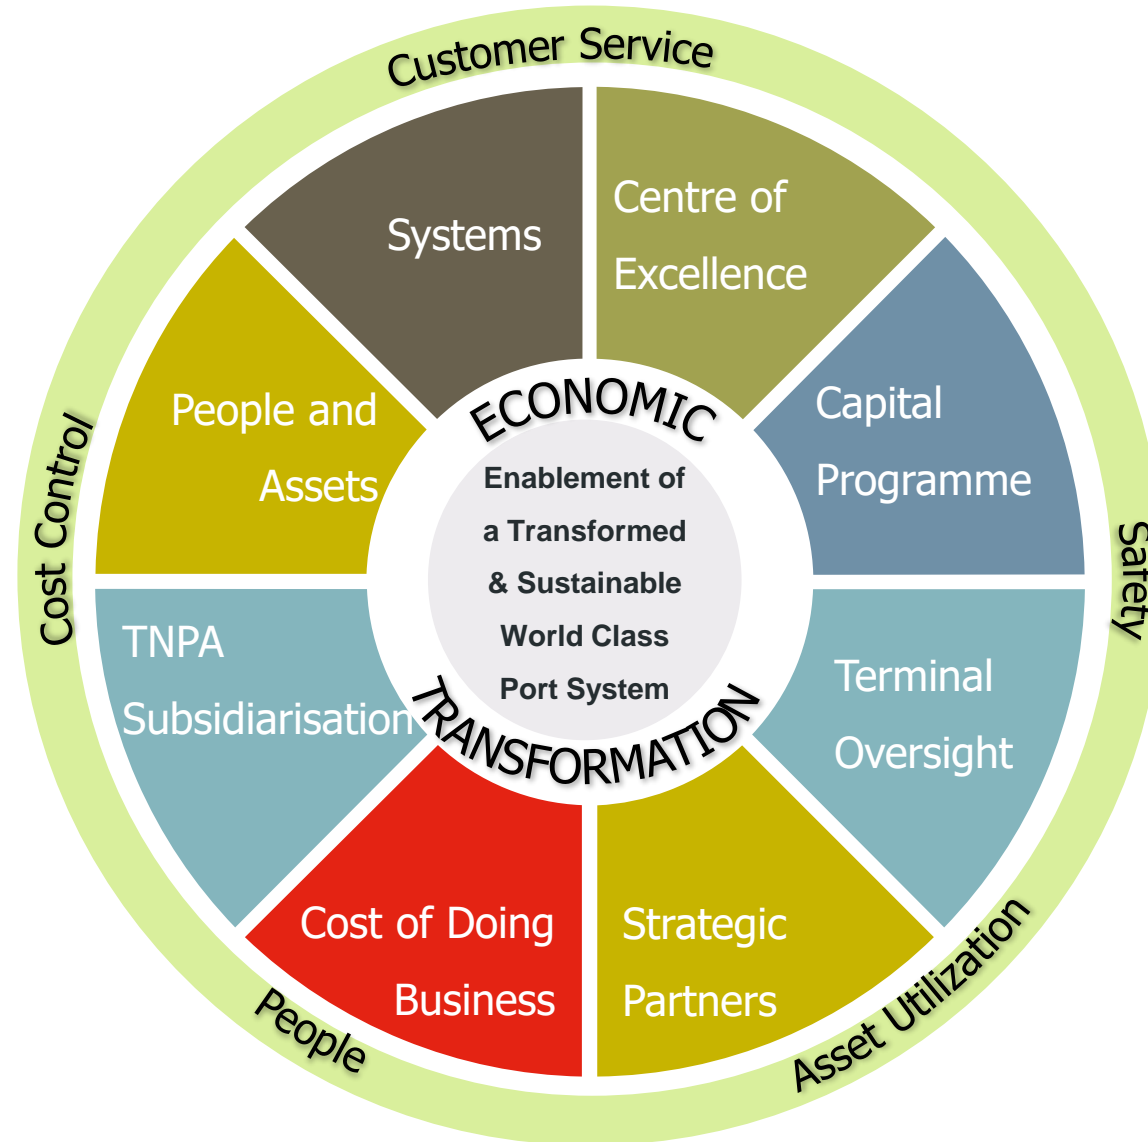 Customer Service
Systems
Centre of
Excellence
People and
Assets
Capital
Programme
Cost Control
Safety
ECONOMIC
Enablement of
a Transformed
& Sustainable
World Class
Port System
TRANSFORMATION
TNPA
Subsidiarisation
Terminal
Oversight
Cost of Doing
Business
Strategic
Partners
People
Asset Utilization